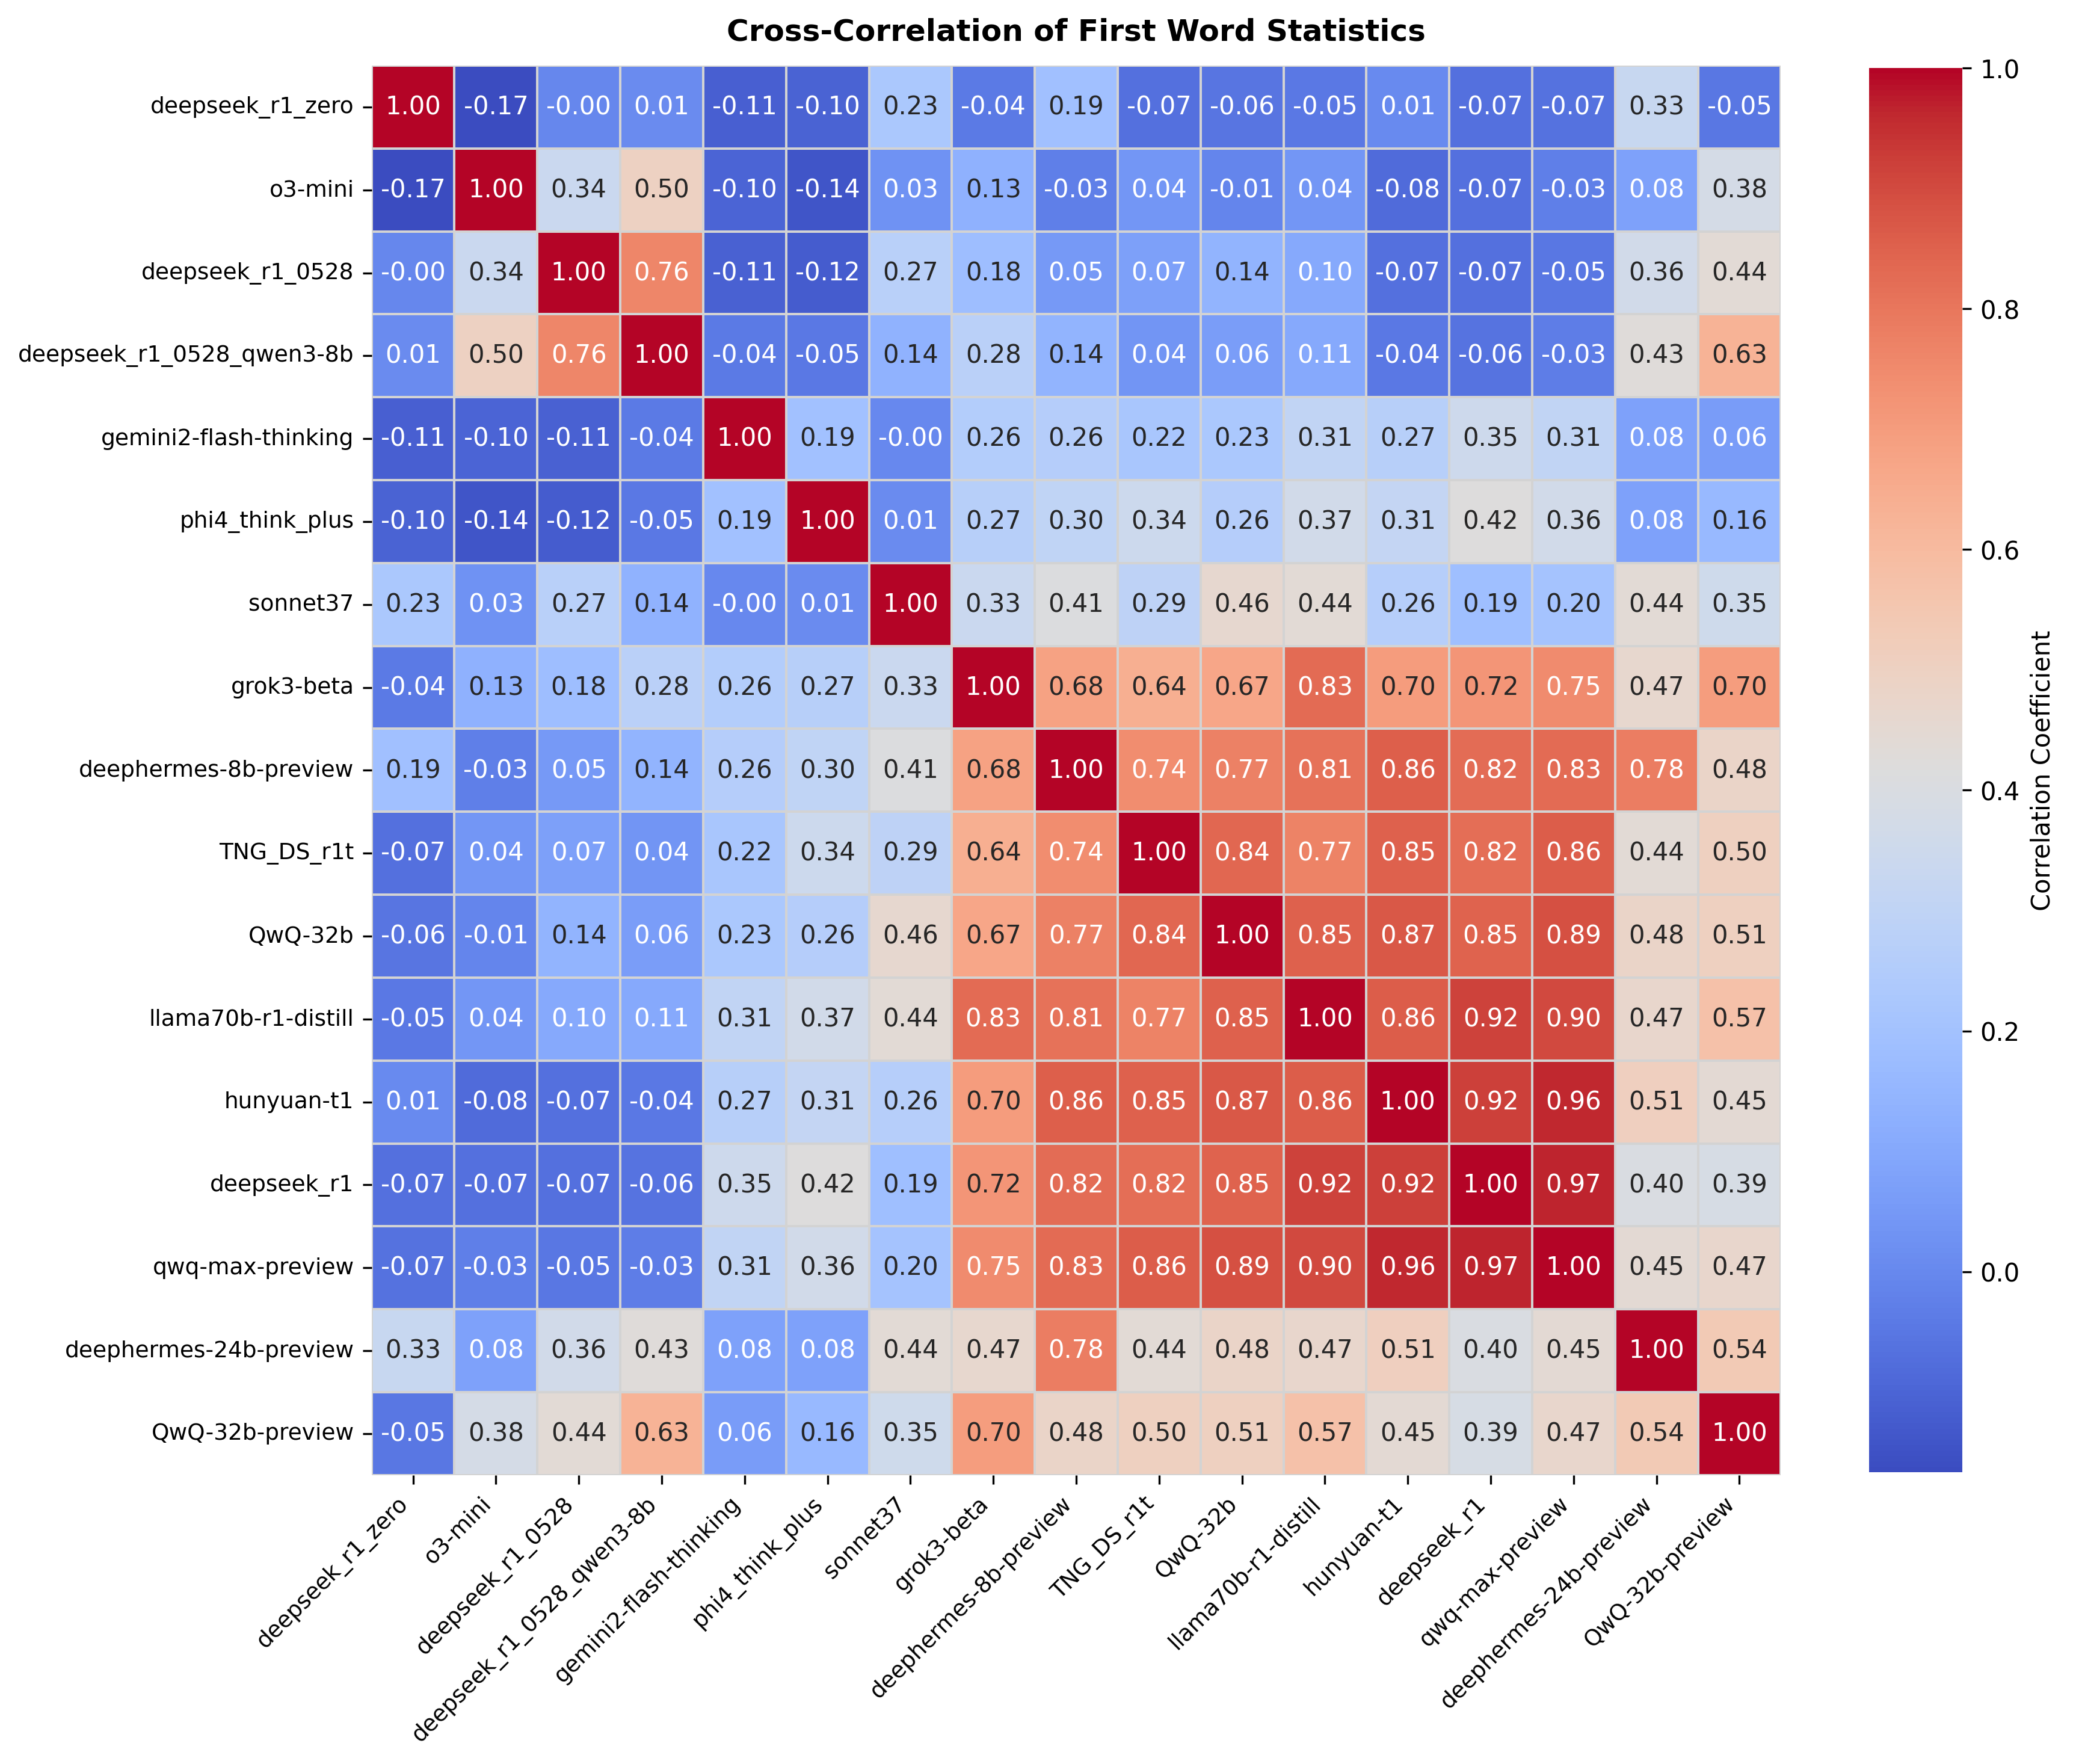 Cross-Correlation of First Word Statistics
deepseek_r1_zero 1.00 -0.17 -0.00 0.01 -0.11 -0.10 0.23 -0.04 0.19 -0.07 -0.06 -0.05 0.01 -0.07 -0.07 0.33 -0.05
o3-mini -0.17 1.00 0.34 0.50 -0.10 -0.14 0.03 0.13 -0.03 0.04 -0.01 0.04 -0.08 -0.07 -0.03 0.08 0.38
deepseek_r1_0528 -0.00 0.34 1.00 0.76 -0.11 -0.12 0.27 0.18 0.05 0.07 0.14 0.10 -0.07 -0.07 -0.05 0.36 0.44
deepseek_r1_0528_qwen3-8b 0.01 0.50 0.76 1.00 -0.04 -0.05 0.14 0.28 0.14 0.04 0.06 0.11 -0.04 -0.06 -0.03 0.43 0.63
gemini2-flash-thinking -0.11 -0.10 -0.11 -0.04 1.00 0.19 -0.00 0.26 0.26 0.22 0.23 0.31 0.27 0.35 0.31 0.08 0.06
phi4_think_plus -0.10 -0.14 -0.12 -0.05 0.19 1.00 0.01 0.27 0.30 0.34 0.26 0.37 0.31 0.42 0.36 0.08 0.16
sonnet37 0.23 0.03 0.27 0.14 -0.00 0.01 1.00 0.33 0.41 0.29 0.46 0.44 0.26 0.19 0.20 0.44 0.35
grok3-beta -0.04 0.13 0.18 0.28 0.26 0.27 0.33 1.00 0.68 0.64 0.67 0.83 0.70 0.72 0.75 0.47 0.70
deephermes-8b-preview 0.19 -0.03 0.05 0.14 0.26 0.30 0.41 0.68 1.00 0.74 0.77 0.81 0.86 0.82 0.83 0.78 0.48
TNG_DS_r1t -0.07 0.04 0.07 0.04 0.22 0.34 0.29 0.64 0.74 1.00 0.84 0.77 0.85 0.82 0.86 0.44 0.50
QwQ-32b -0.06 -0.01 0.14 0.06 0.23 0.26 0.46 0.67 0.77 0.84 1.00 0.85 0.87 0.85 0.89 0.48 0.51
llama70b-r1-distill -0.05 0.04 0.10 0.11 0.31 0.37 0.44 0.83 0.81 0.77 0.85 1.00 0.86 0.92 0.90 0.47 0.57
hunyuan-t1 0.01 -0.08 -0.07 -0.04 0.27 0.31 0.26 0.70 0.86 0.85 0.87 0.86 1.00 0.92 0.96 0.51 0.45
deepseek_r1 -0.07 -0.07 -0.07 -0.06 0.35 0.42 0.19 0.72 0.82 0.82 0.85 0.92 0.92 1.00 0.97 0.40 0.39
qwq-max-preview -0.07 -0.03 -0.05 -0.03 0.31 0.36 0.20 0.75 0.83 0.86 0.89 0.90 0.96 0.97 1.00 0.45 0.47
deephermes-24b-preview 0.33 0.08 0.36 0.43 0.08 0.08 0.44 0.47 0.78 0.44 0.48 0.47 0.51 0.40 0.45 1.00 0.54
QwQ-32b-preview -0.05 0.38 0.44 0.63 0.06 0.16 0.35 0.70 0.48 0.50 0.51 0.57 0.45 0.39 0.47 0.54 1.00
deepseek_r1_zero
o3-mini
deepseek_r1_0528
deepseek_r1_0528_qwen3-8b
gemini2-flash-thinking
phi4_think_plus
sonnet37
grok3-beta
deephermes-8b-preview
TNG_DS_r1t
QwQ-32b
llama70b-r1-distill
hunyuan-t1
deepseek_r1
qwq-max-preview
deephermes-24b-preview
QwQ-32b-preview
1.0
0.8
0.6
0.4
0.2
0.0
Correlation Coefficient